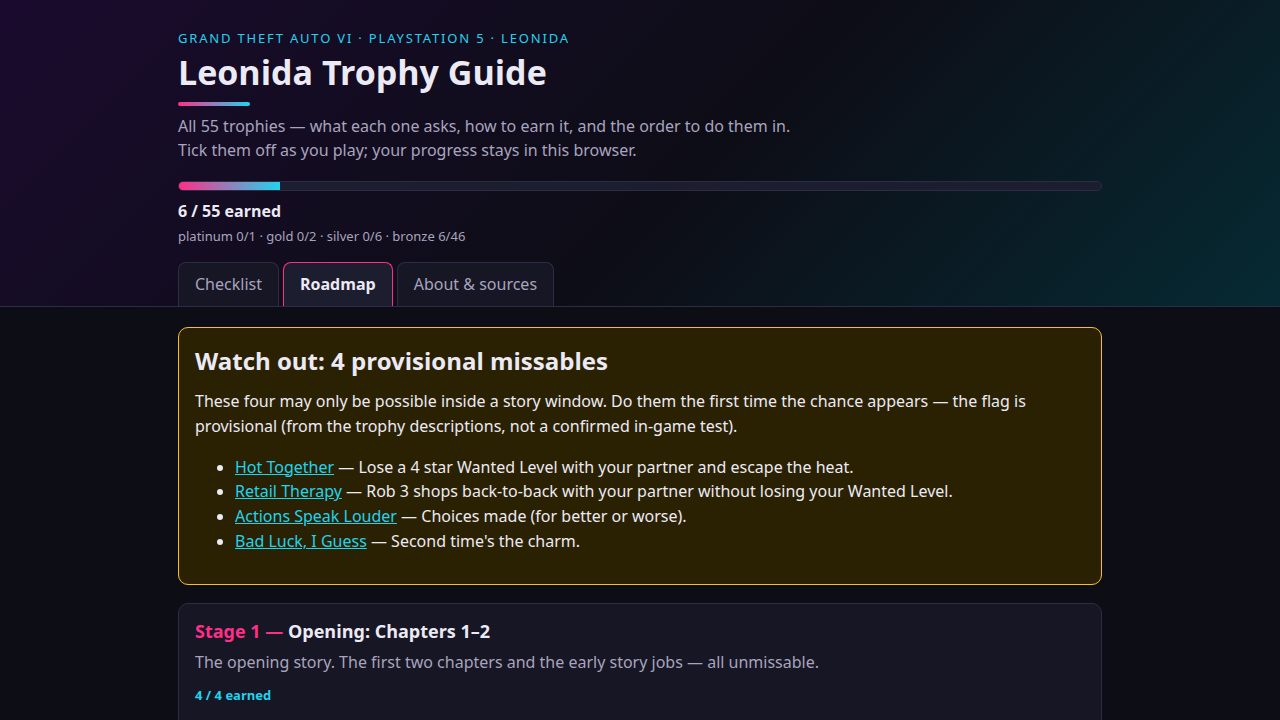 GRAND THEFT AUTO VI · PLAYSTATION 5 · LEONIDA
Leonida Trophy Guide
All 55 trophies — what each one asks, how to earn it, and the order to do them in.
Tick them off as you play; your progress stays in this browser.
6 / 55 earned
platinum 0/1 · gold 0/2 · silver 0/6 · bronze 6/46
Checklist
Roadmap
About & sources
Watch out: 4 provisional missables
These four may only be possible inside a story window. Do them the first time the chance appears — the flag is
provisional (from the trophy descriptions, not a confirmed in-game test).
Hot Together — Lose a 4 star Wanted Level with your partner and escape the heat.
Retail Therapy — Rob 3 shops back-to-back with your partner without losing your Wanted Level.
Actions Speak Louder — Choices made (for better or worse).
Bad Luck, I Guess — Second time's the charm.
Stage 1 — Opening: Chapters 1–2
The opening story. The first two chapters and the early story jobs — all unmissable.
4 / 4 earned